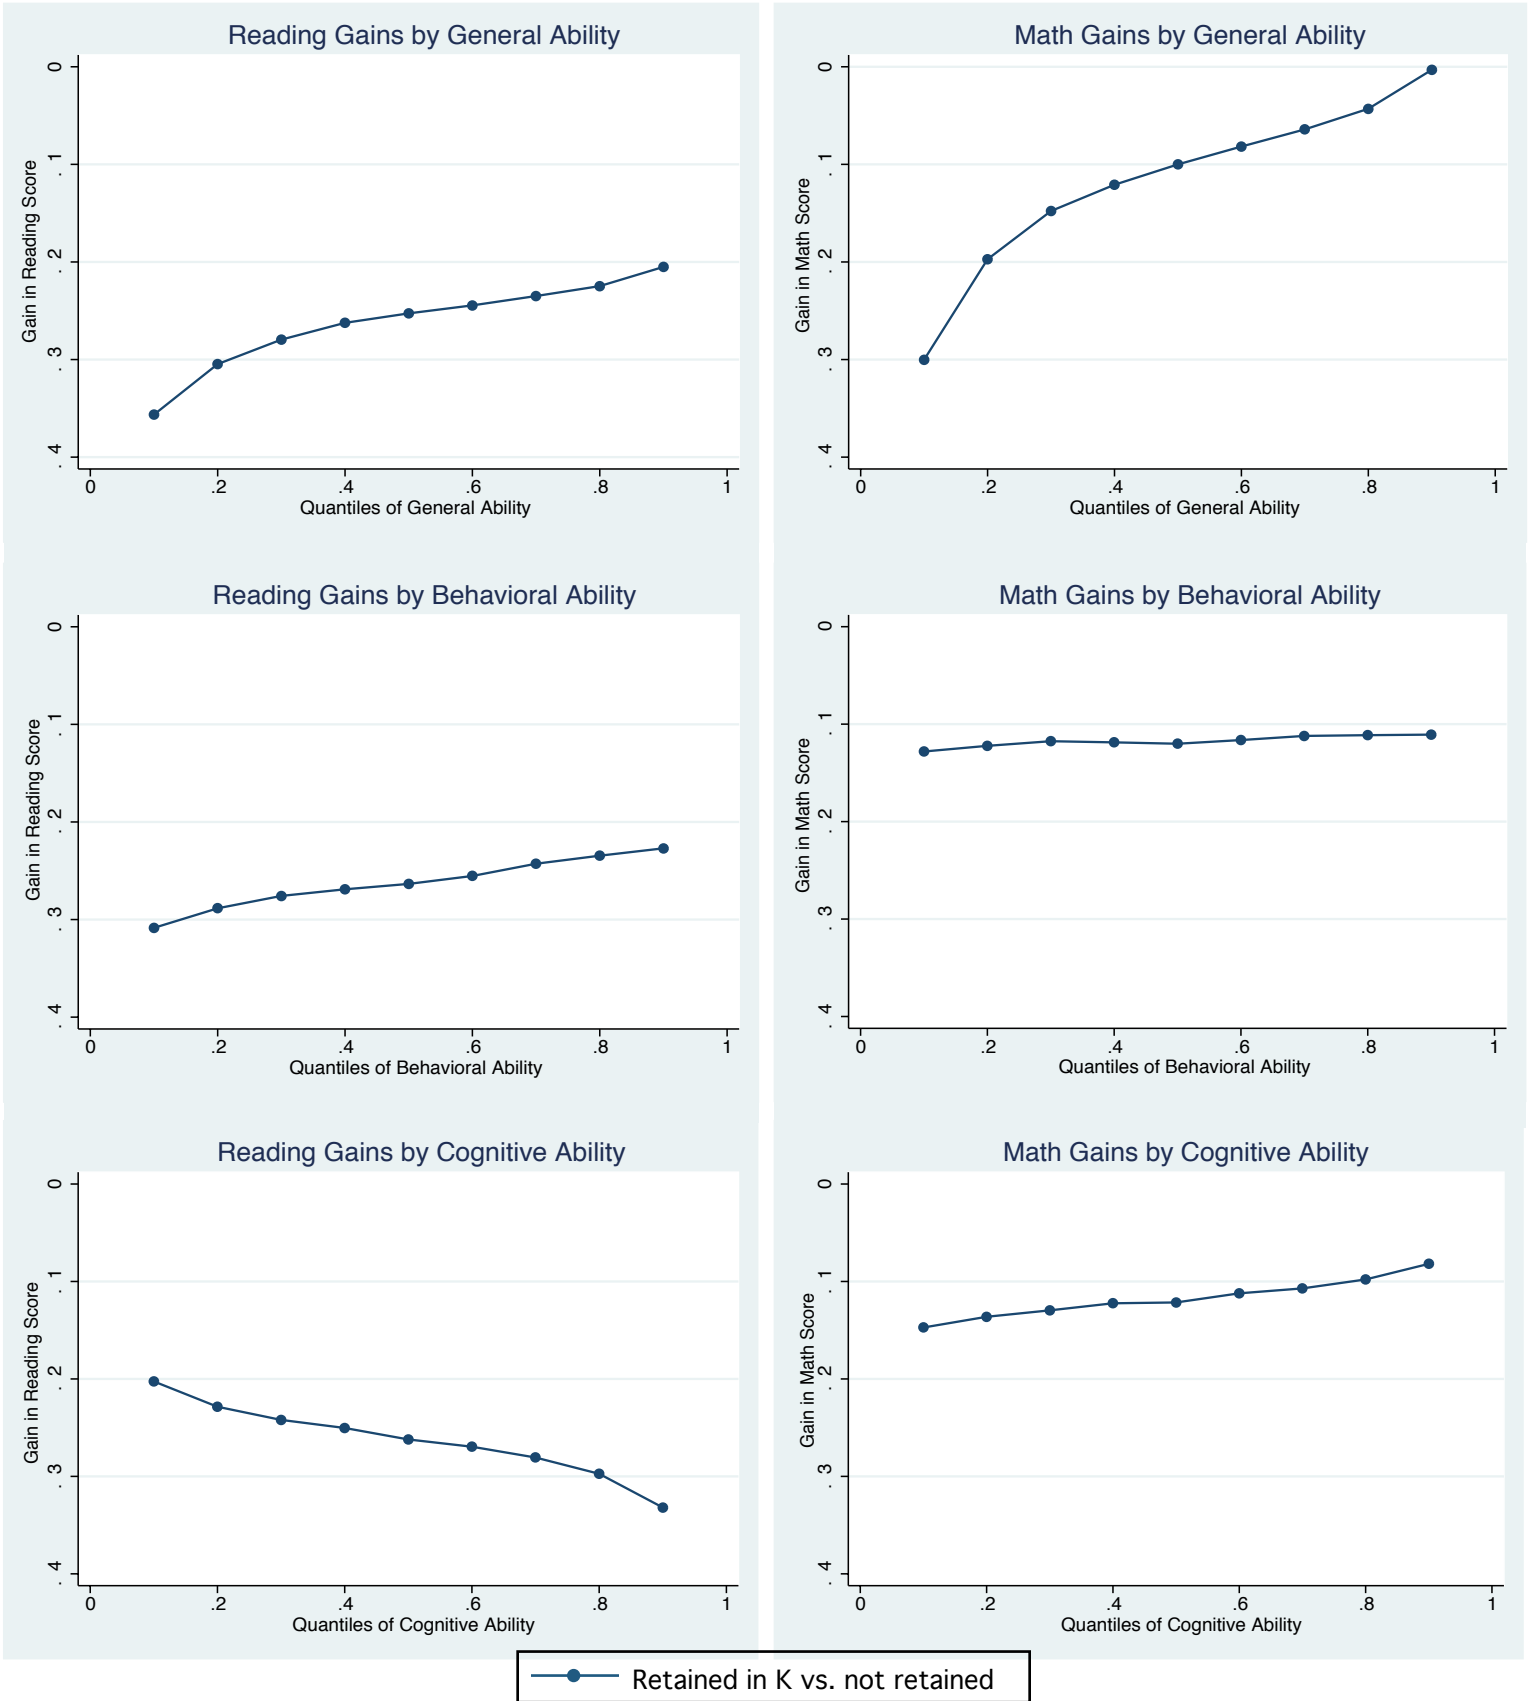 Reading Gains by General Ability
Gain in Reading Score
0
.1
.2
.3
.4
0 .2 .4 .6 .8 1
Quantiles of General Ability
Math Gains by General Ability
Gain in Math Score
0
.1
.2
.3
.4
0 .2 .4 .6 .8 1
Quantiles of General Ability
Reading Gains by Behavioral Ability
Gain in Reading Score
0
.1
.2
.3
.4
0 .2 .4 .6 .8 1
Quantiles of Behavioral Ability
Math Gains by Behavioral Ability
Gain in Math Score
0
.1
.2
.3
.4
0 .2 .4 .6 .8 1
Quantiles of Behavioral Ability
Reading Gains by Cognitive Ability
Gain in Reading Score
0
.1
.2
.3
.4
0 .2 .4 .6 .8 1
Quantiles of Cognitive Ability
Math Gains by Cognitive Ability
Gain in Math Score
0
.1
.2
.3
.4
0 .2 .4 .6 .8 1
Quantiles of Cognitive Ability
Retained in K vs. not retained